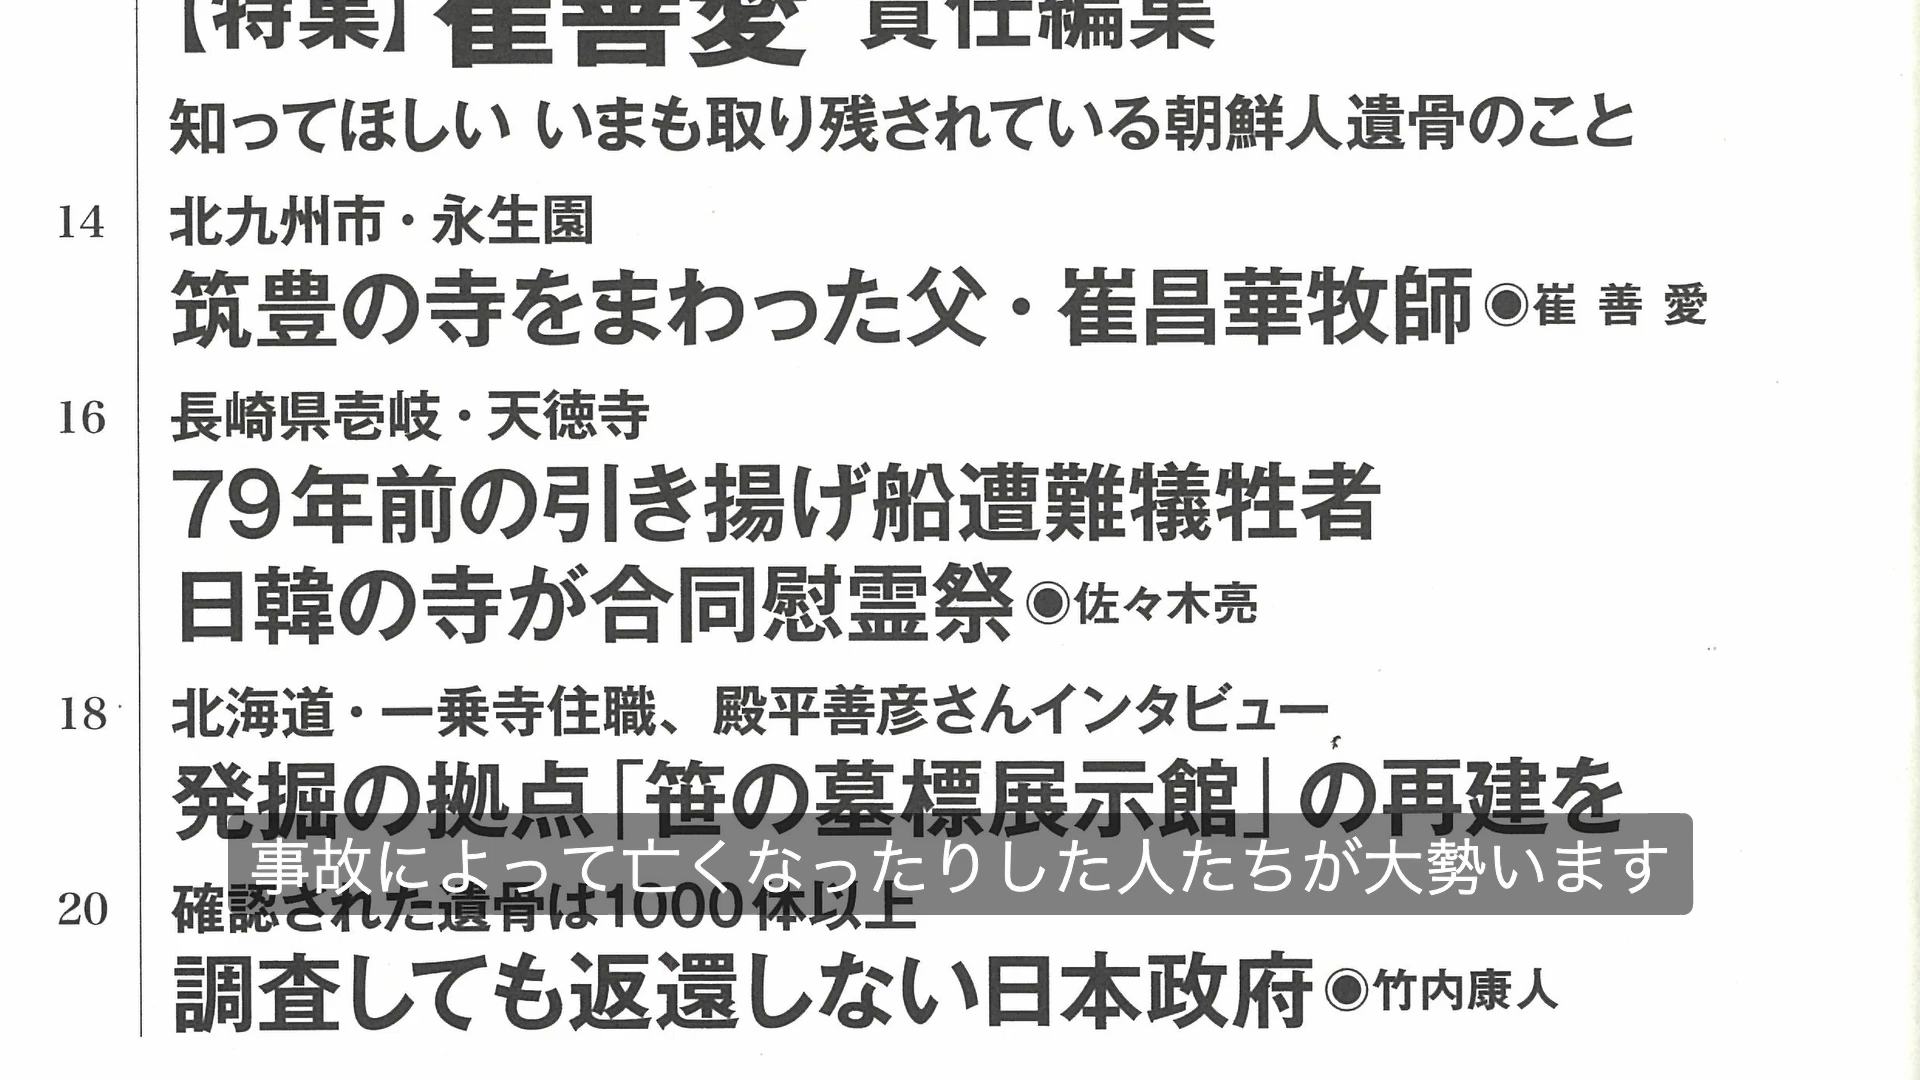 【特集】崔善愛 責任編集
知ってほしい いまも取り残されている朝鮮人遺骨のこと
14 北九州市・永生園
筑豊の寺をまわった父・崔昌華牧師◉崔善愛
16 長崎県壱岐・天徳寺
79年前の引き揚げ船遭難犠牲者
日韓の寺が合同慰霊祭◉佐々木亮
18 北海道・一乗寺住職、殿平善彦さんインタビュー
発掘の拠点「笹の墓標展示館」の再建を
事故によって亡くなったりした人たちが大勢います
20 確認された遺骨は1000体以上
調査しても返還しない日本政府◉竹内康人